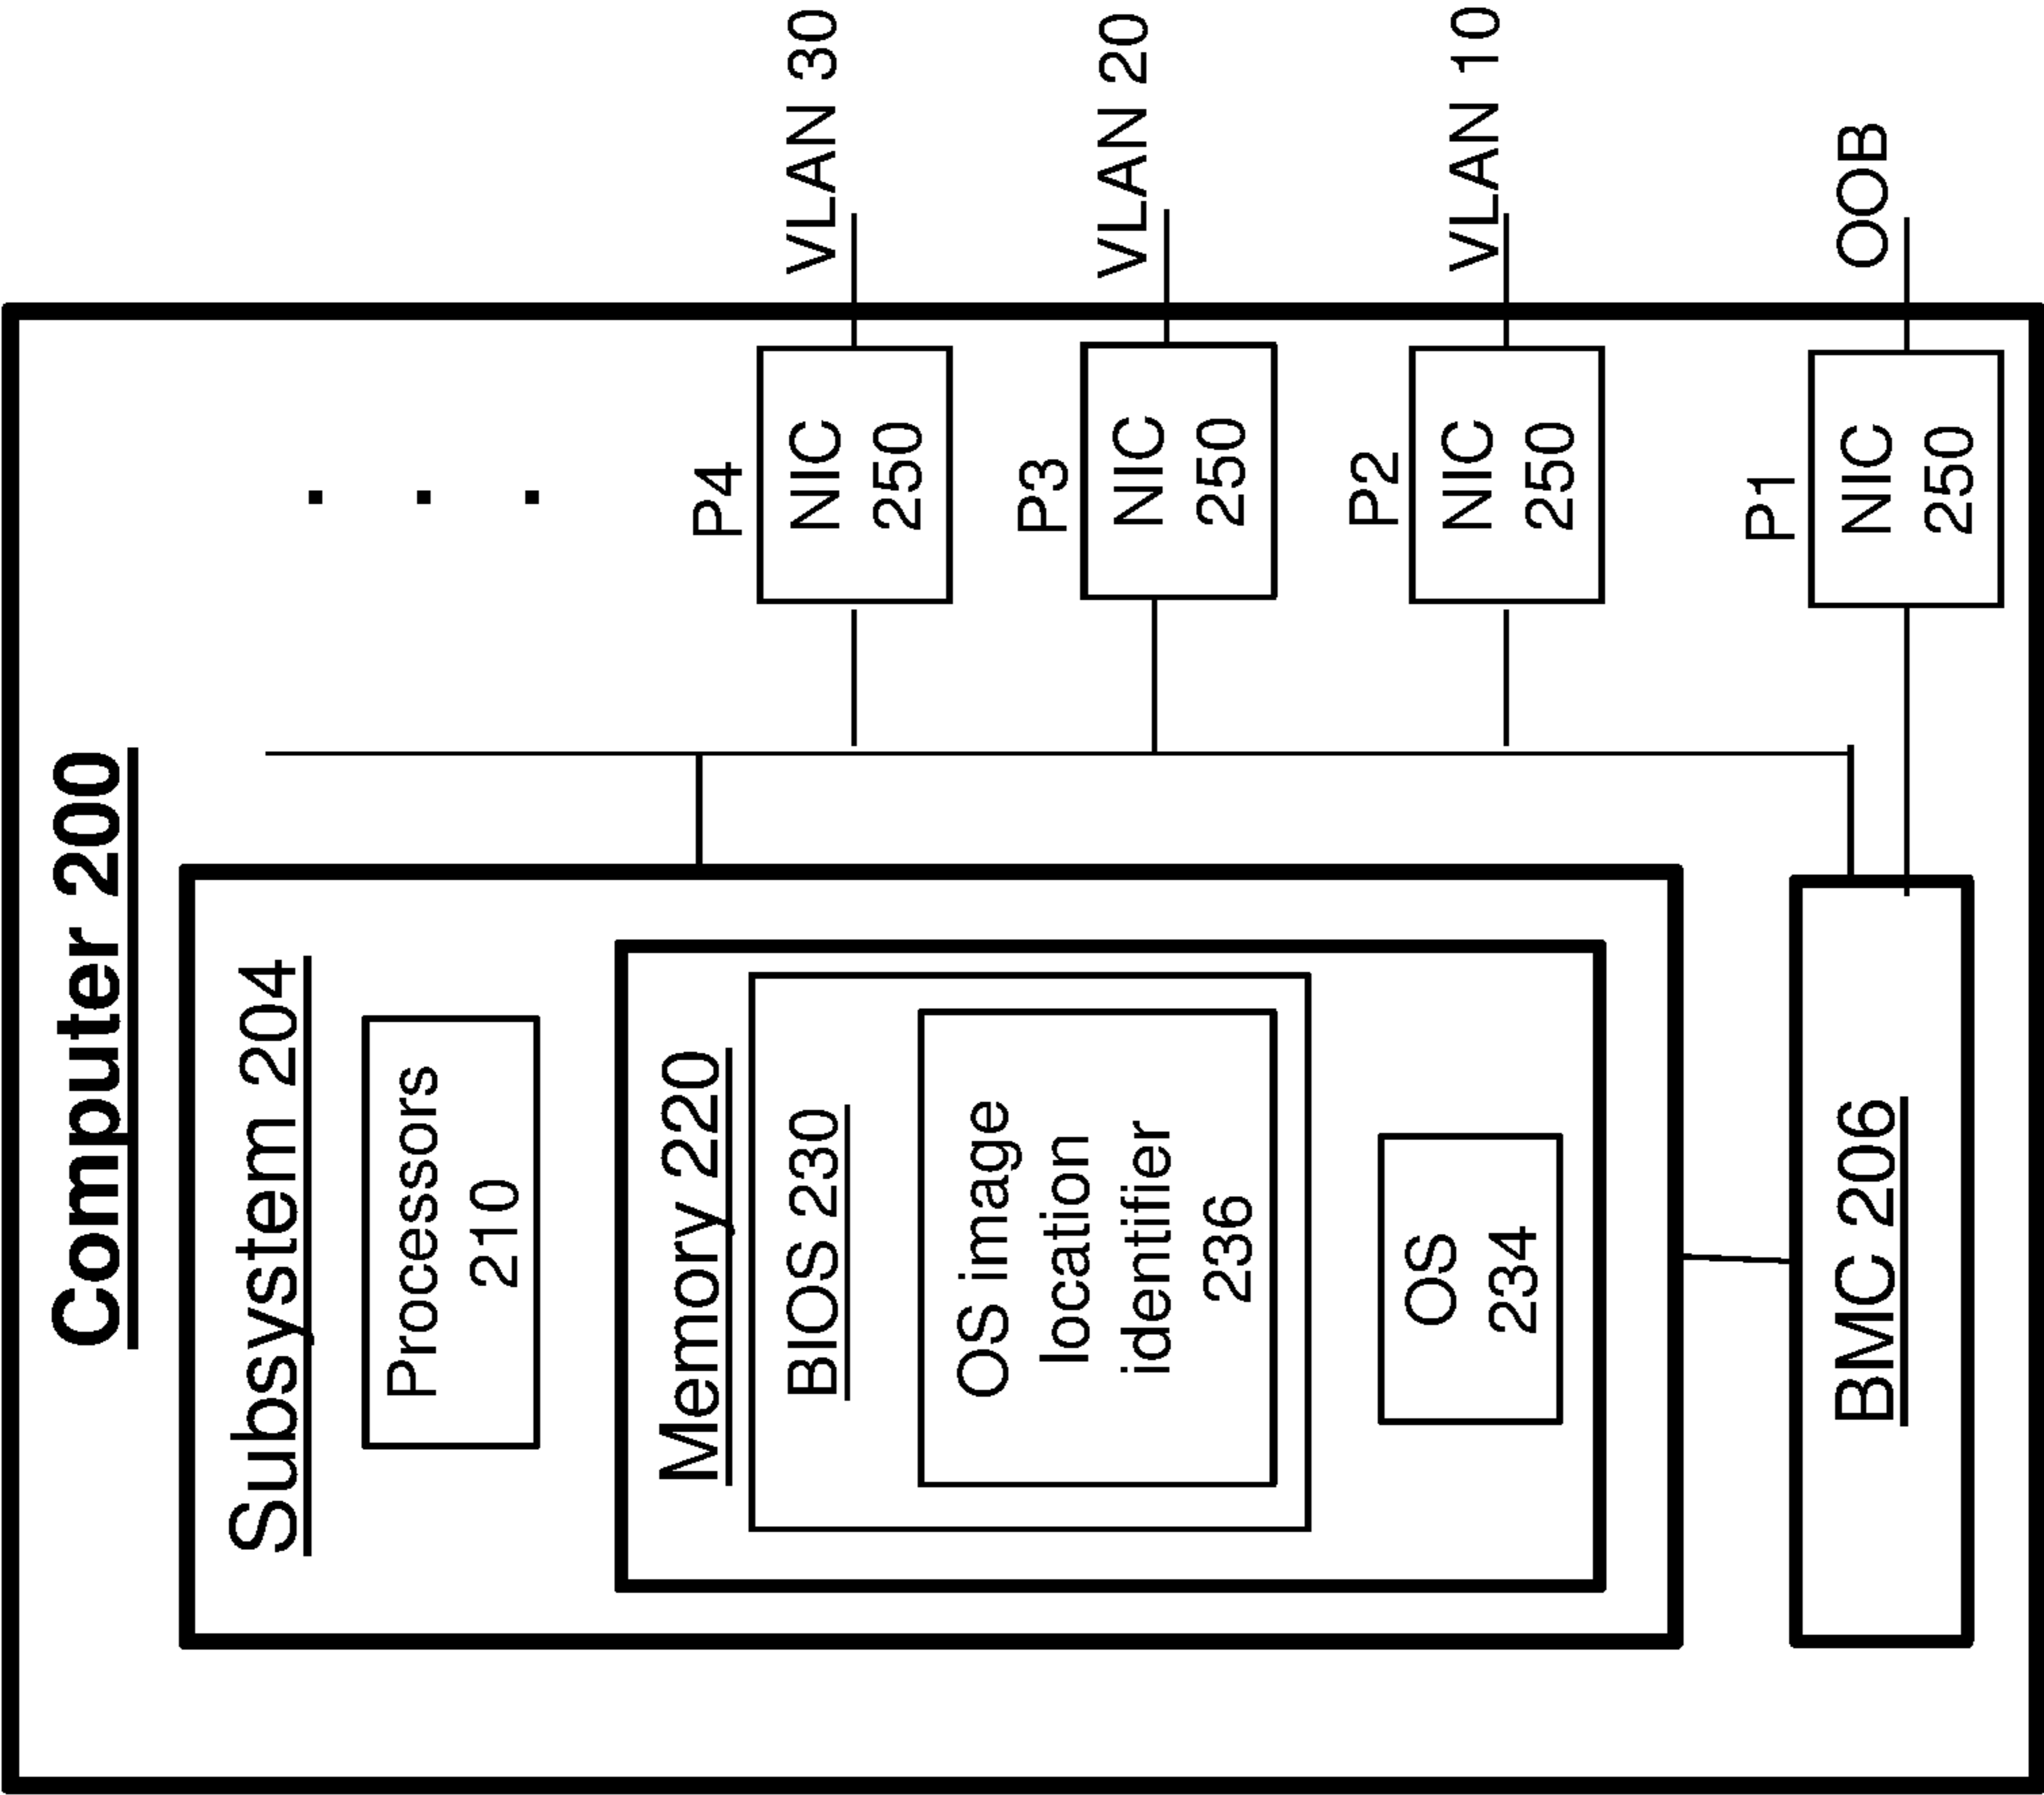 Computer 200
Subsystem 204
Processors
210
Memory 220
BIOS 230
OS image
location
identifier
236
OS
234
BMC 206
P4
NIC
250
VLAN 30
P3
NIC
250
VLAN 20
P2
NIC
250
VLAN 10
P1
NIC
250
OOB